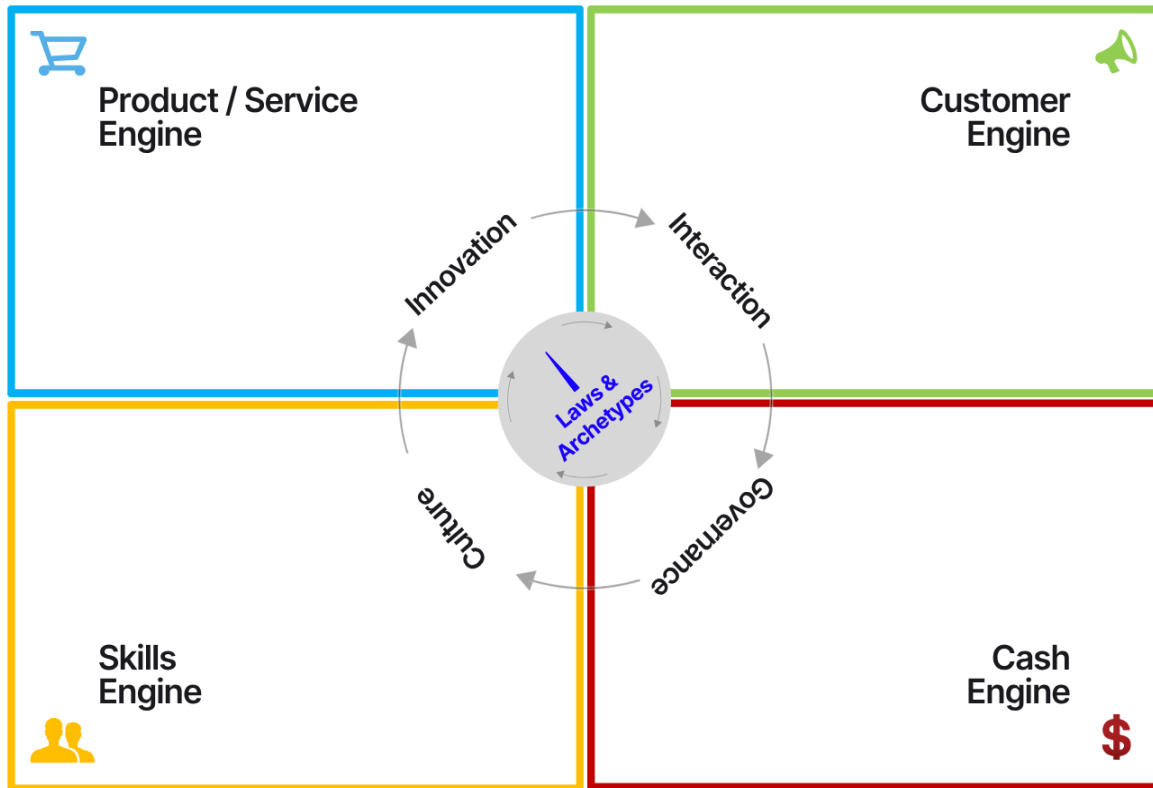 Product / Service
Engine
Customer
Engine
Innovation
Interaction
Laws &
Archetypes
Culture
Governance
Skills
Engine
Cash
Engine
$